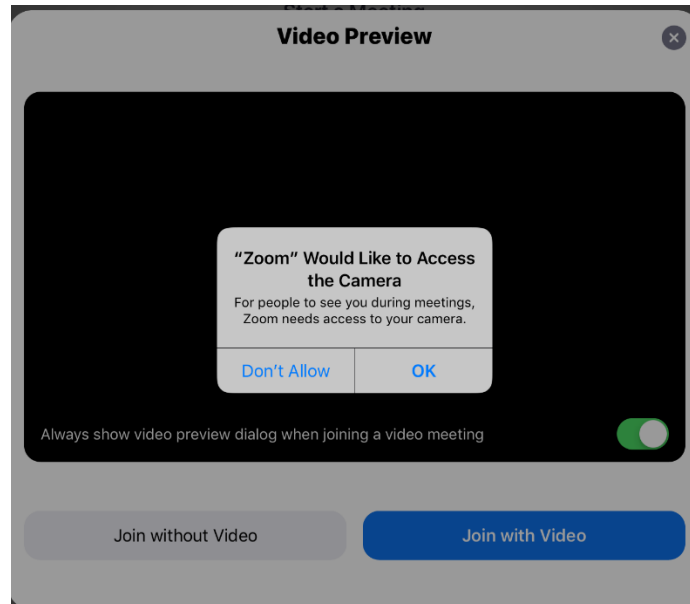 Start a Meeting
Video Preview
“Zoom” Would Like to Access
the Camera
For people to see you during meetings,
Zoom needs access to your camera.
Don’t Allow
OK
Always show video preview dialog when joining a video meeting
Join without Video
Join with Video